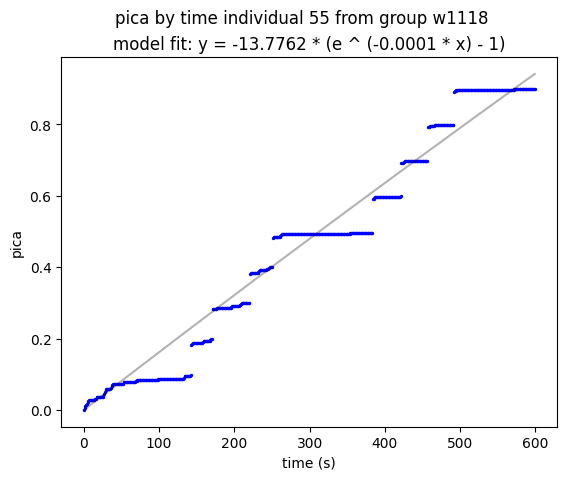 pica by time individual 55 from group w1118
model fit: y = -13.7762 * (e ^ (-0.0001 * x) - 1)
0.8
0.6
pica
0.4
0.2
0.0
0 100 200 300 400 500 600
time (s)